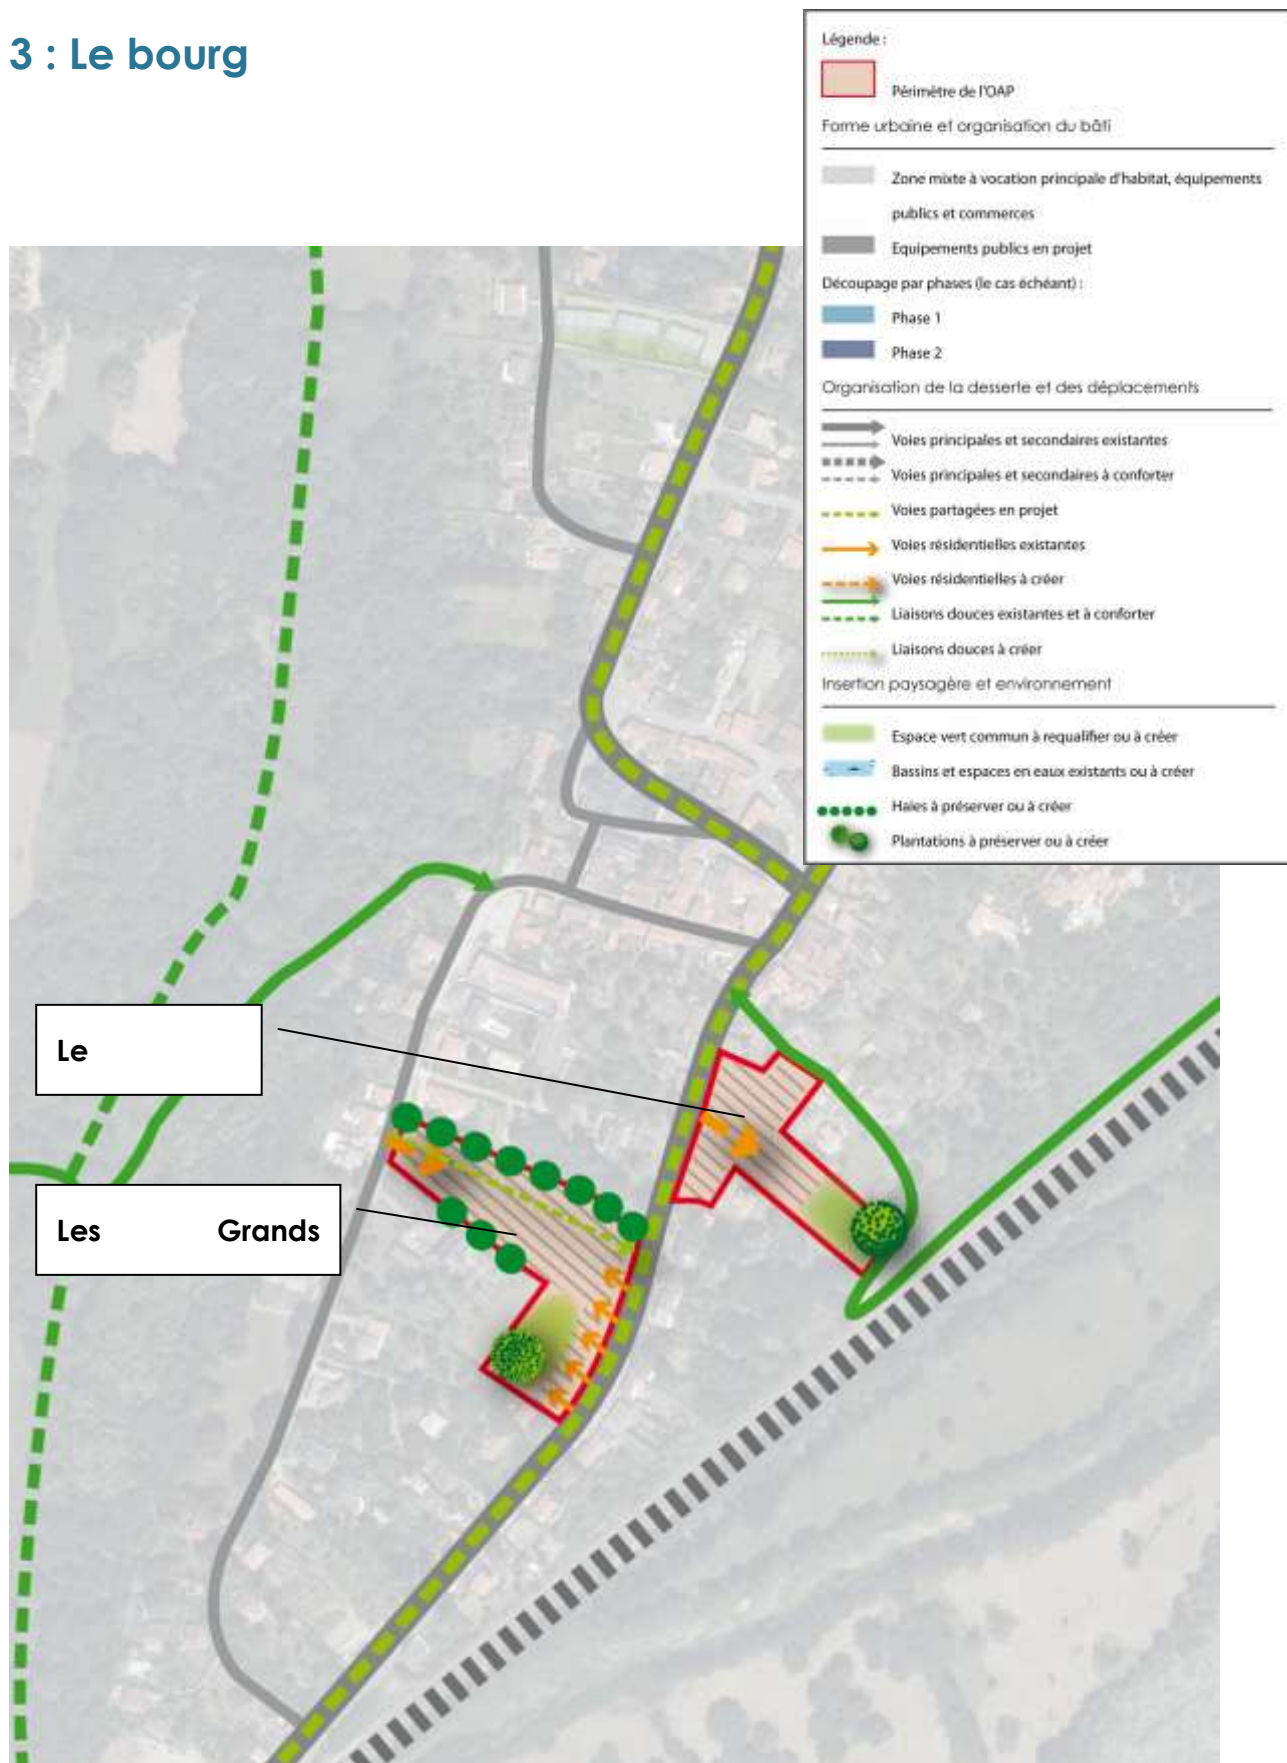 3 : Le bourg
Légende :
Périmètre de l'OAP
Forme urbaine et organisation du bâti
Zone mixte à vocation principale d'habitat, équipements
publics et commerces
Equipements publics en projet
Découpage par phases (le cas échéant) :
Phase 1
Phase 2
Organisation de la desserte et des déplacements
Voies principales et secondaires existantes
Voies principales et secondaires à conforter
Voies partagées en projet
Voies résidentielles existantes
Voies résidentielles à créer
Liaisons douces existantes et à conforter
Liaisons douces à créer
Insertion paysagère et environnement
Espace vert commun à requalifier ou à créer
Bassins et espaces en eaux existants ou à créer
Haies à préserver ou à créer
Plantations à préserver ou à créer
Le
Les Grands